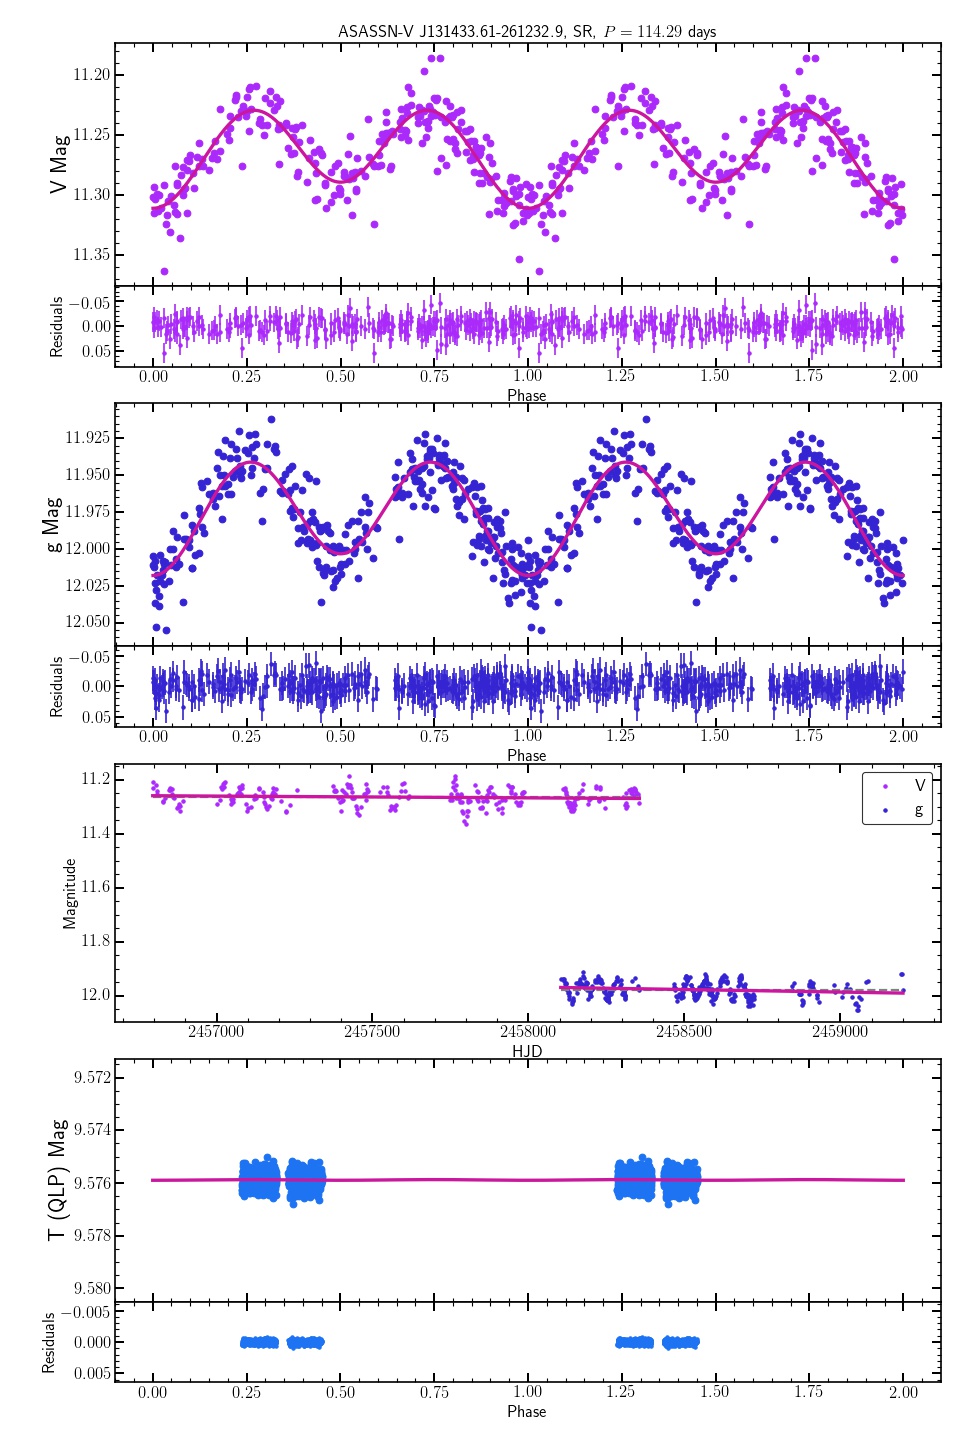 ASASSN-V J131433.61-261232.9, SR, P = 114.29 days
11.20
11.25
11.30
11.35
V Mag
−0.05
0.00
0.05
Residuals
0.00 0.25 0.50 0.75 1.00 1.25 1.50 1.75 2.00
Phase
11.925
11.950
11.975
12.000
12.025
12.050
g Mag
−0.05
0.00
0.05
Residuals
0.00 0.25 0.50 0.75 1.00 1.25 1.50 1.75 2.00
Phase
11.2
11.4
11.6
11.8
12.0
Magnitude
V
g
2457000 2457500 2458000 2458500 2459000
HJD
9.572
9.574
9.576
9.578
9.580
T (QLP) Mag
−0.005
0.000
0.005
Residuals
0.00 0.25 0.50 0.75 1.00 1.25 1.50 1.75 2.00
Phase